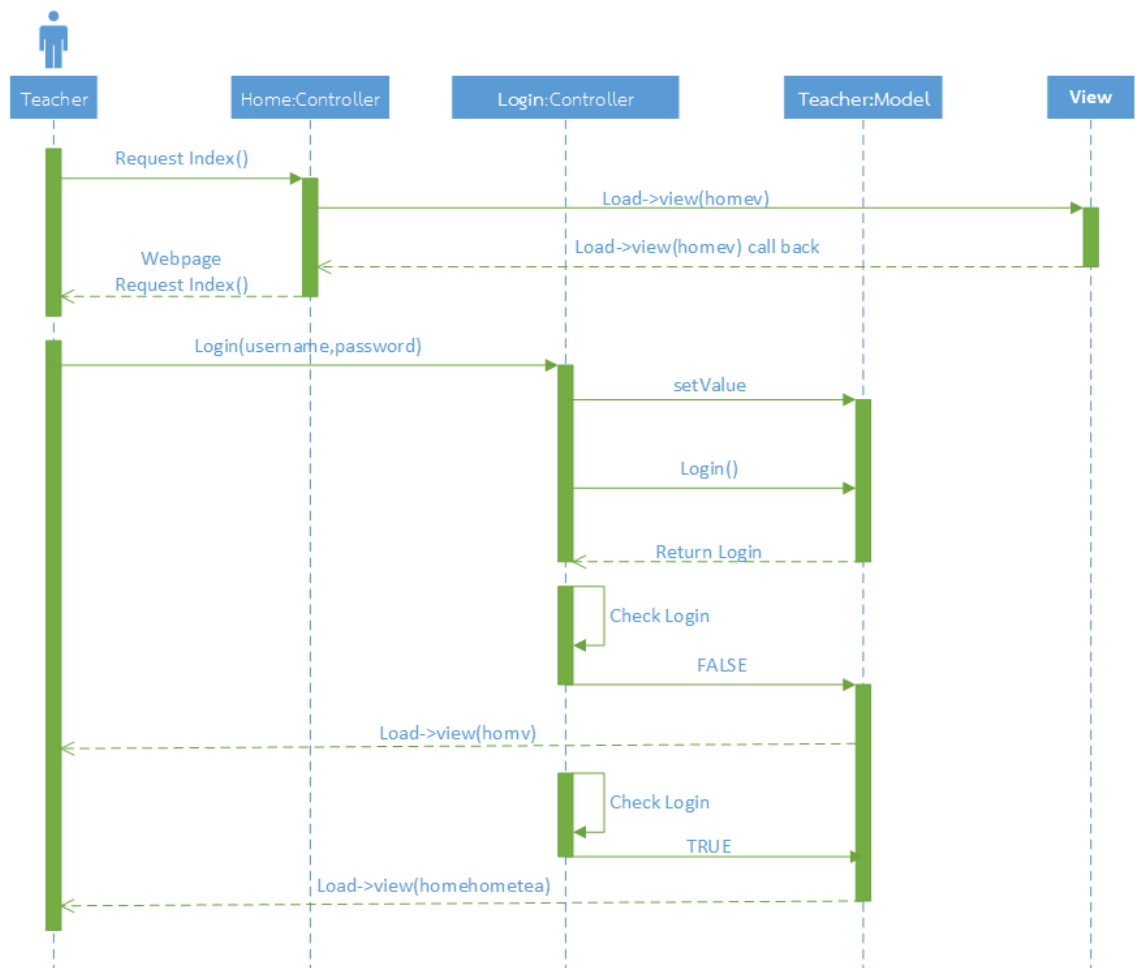 Teacher
Home:Controller
Login:Controller
Teacher:Model
View
Request Index()
Load->view(homev)
Load->view(homev) call back
Webpage
Request Index()
Login(username,password)
setValue
Login()
Return Login
Check Login
FALSE
Load->view(homv)
Check Login
TRUE
Load->view(homehometea)